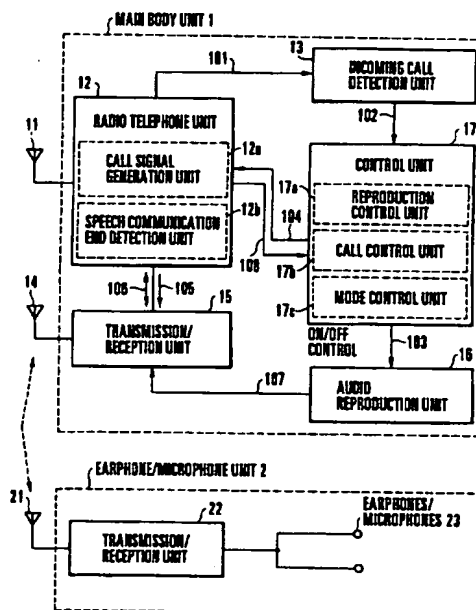 MAIN BODY UNIT 1
101
13
INCOMING CALL
DETECTION UNIT
12
RADIO TELEPHONE UNIT
11
12a
CALL SIGNAL
GENERATION UNIT
12b
SPEECH COMMUNICATION
END DETECTION UNIT
102
17
CONTROL UNIT
17a
REPRODUCTION
CONTROL UNIT
104
CALL CONTROL UNIT
108
17b
MODE CONTROL UNIT
17c
106
105
14
15
TRANSMISSION/
RECEPTION UNIT
ON/OFF
CONTROL
103
16
107
AUDIO
REPRODUCTION UNIT
EARPHONE/MICROPHONE UNIT 2
21
22
TRANSMISSION/
RECEPTION UNIT
EARPHONES/
MICROPHONES 23